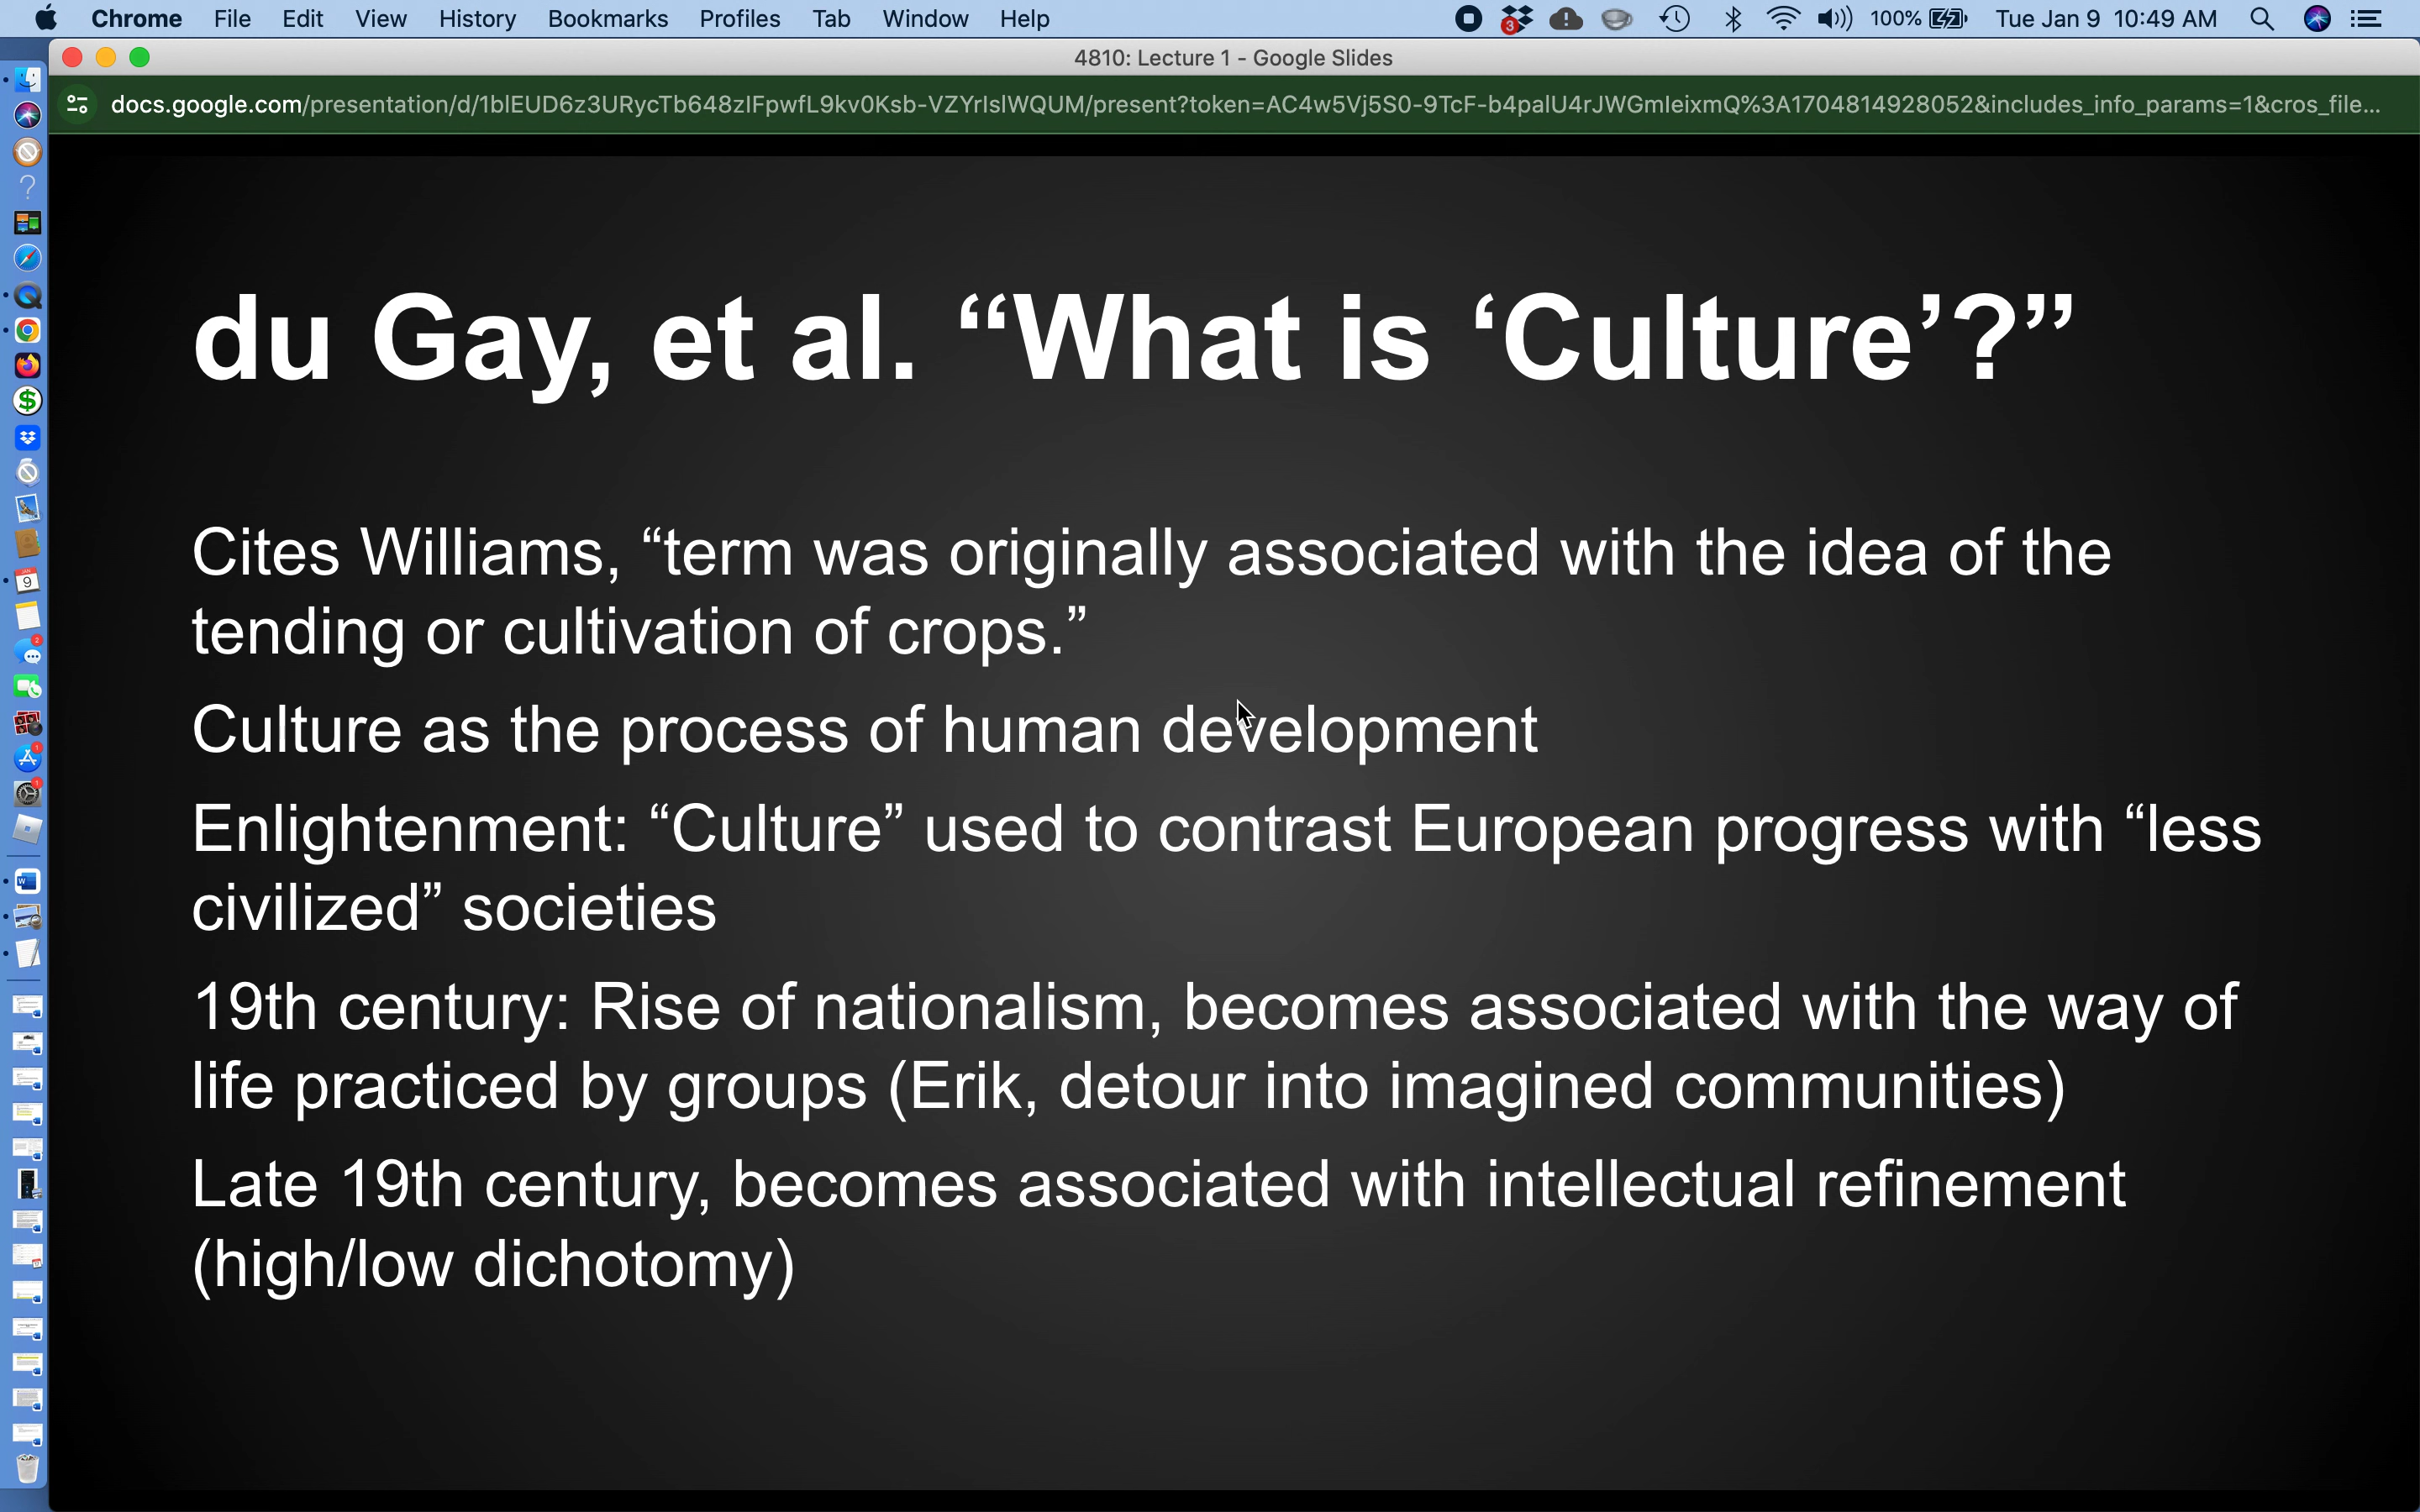 Chrome File Edit View History Bookmarks Profiles Tab Window Help 3 100% Tue Jan 9 10:49 AM
4810: Lecture 1 - Google Slides
docs.google.com/presentation/d/1blEUD6z3URycTb648zIFpwfL9kv0Ksb-VZYrIslWQUM/present?token=AC4w5Vj5S0-9TcF-b4palU4rJWGmleixmQ%3A1704814928052&includes_info_params=1&cros_file...
du Gay, et al. “What is ‘Culture’?”
Cites Williams, “term was originally associated with the idea of the
tending or cultivation of crops.”
Culture as the process of human development
Enlightenment: “Culture” used to contrast European progress with “less
civilized” societies
19th century: Rise of nationalism, becomes associated with the way of
life practiced by groups (Erik, detour into imagined communities)
Late 19th century, becomes associated with intellectual refinement
(high/low dichotomy)